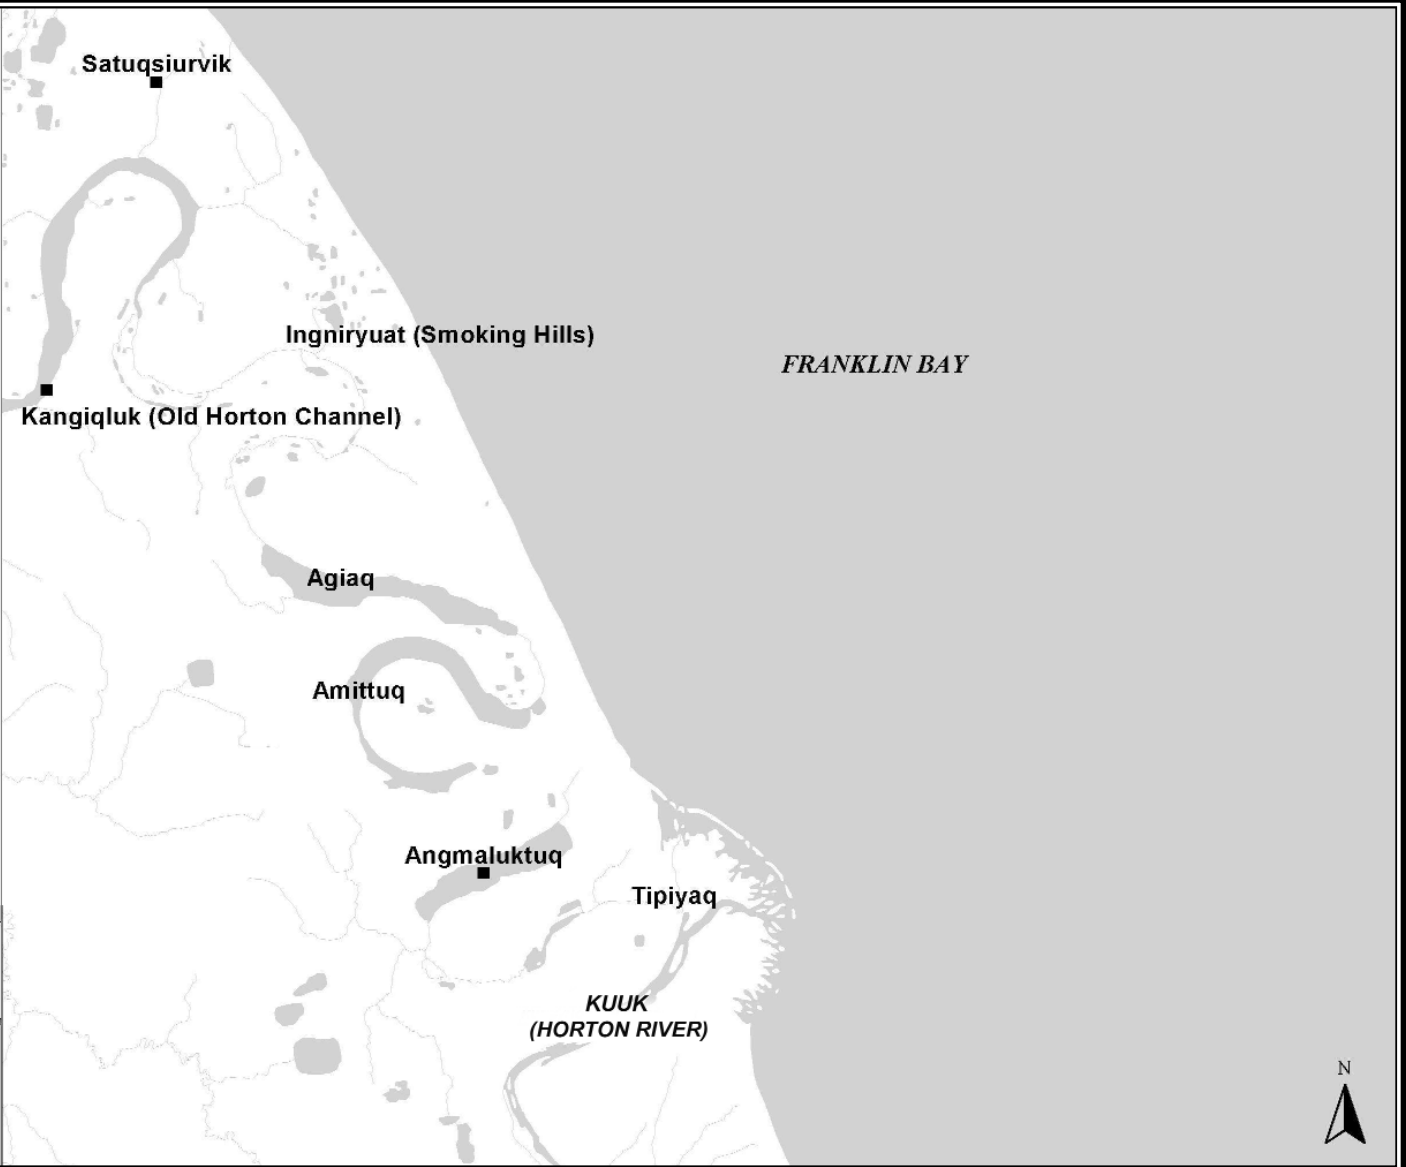 Satuqsiurvik
Ingniryuat (Smoking Hills)
FRANKLIN BAY
Kangiqluk (Old Horton Channel)
Agiaq
Amittuq
Angmaluktuq
Tipiyaq
KUUK
(HORTON RIVER)
N